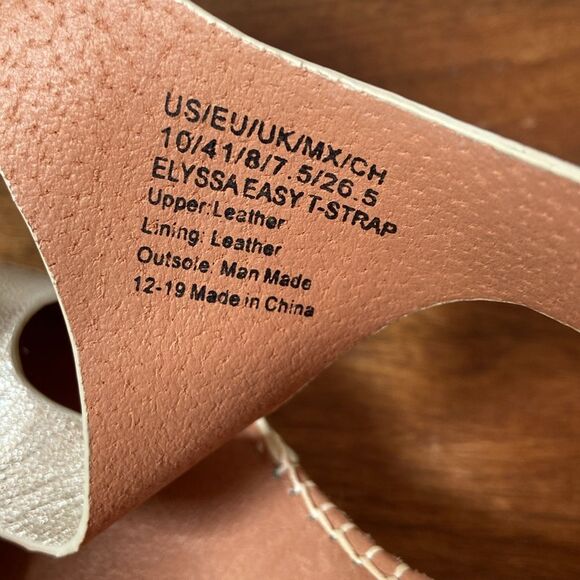 US/EU/UK/MX/CH
10/41/8/7.5/26.5
ELYSSA EASY T-STRAP
Upper: Leather
Lining: Leather
Outsole: Man Made
12-19 Made in China